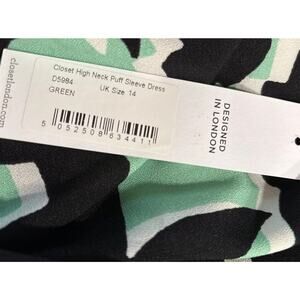 closetlondon.com
Closet High Neck Puff Sleeve Dress
D5984
GREEN UK Size 14
5 052508 634411
DESIGNED
IN LONDON